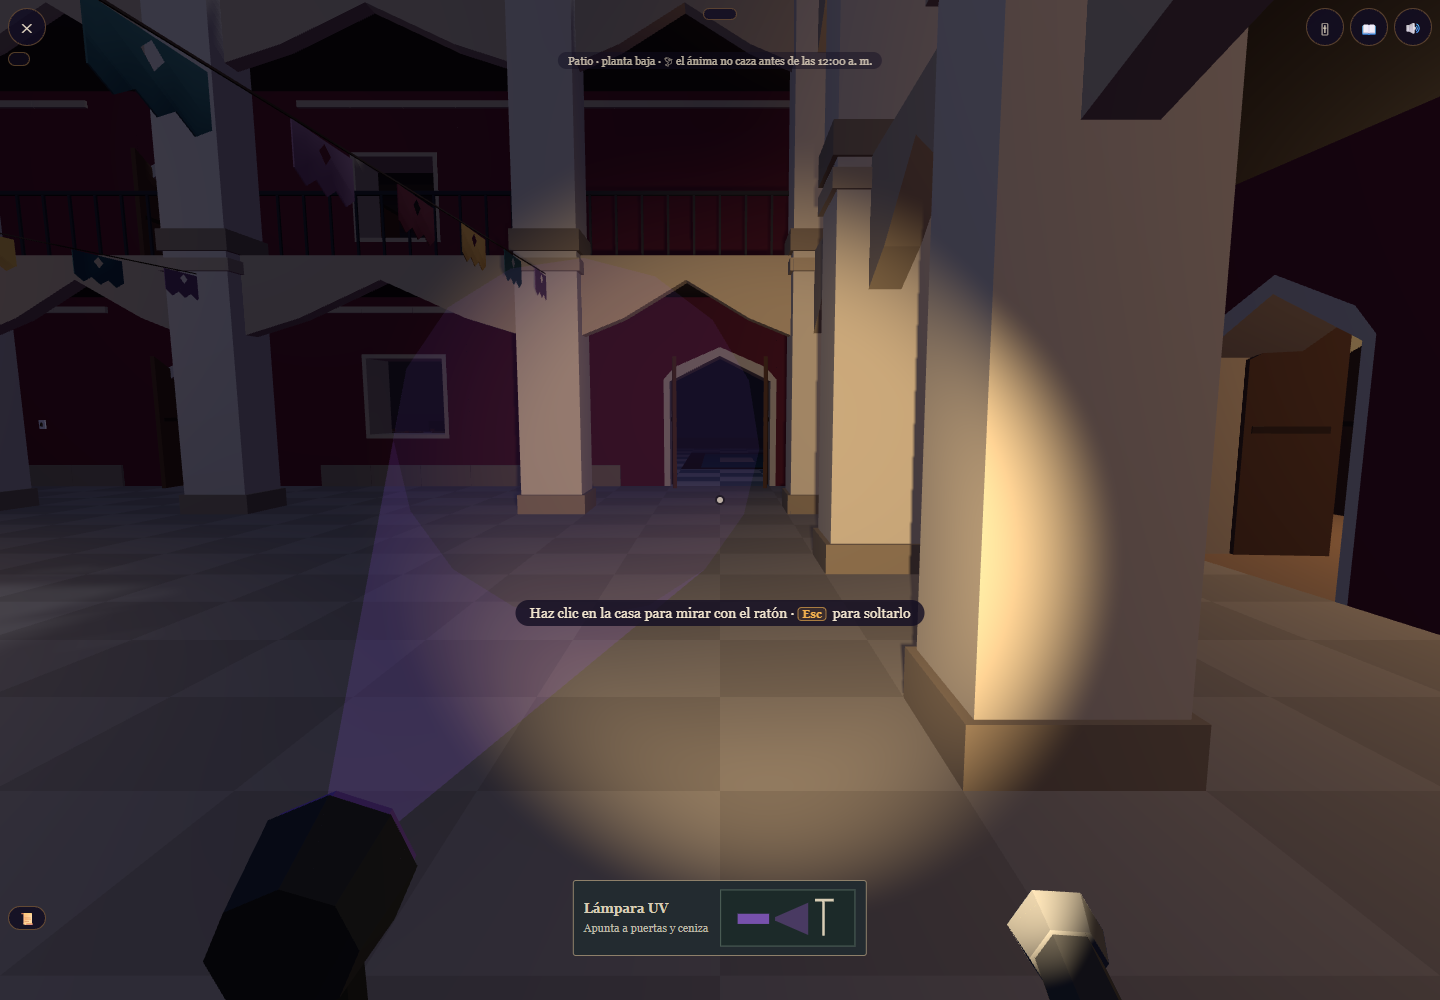 Patio · planta baja · 🕊 el ánima no caza antes de las 12:00 a. m.
Haz clic en la casa para mirar con el ratón · Esc para soltarlo
Lámpara UV
Apunta a puertas y ceniza